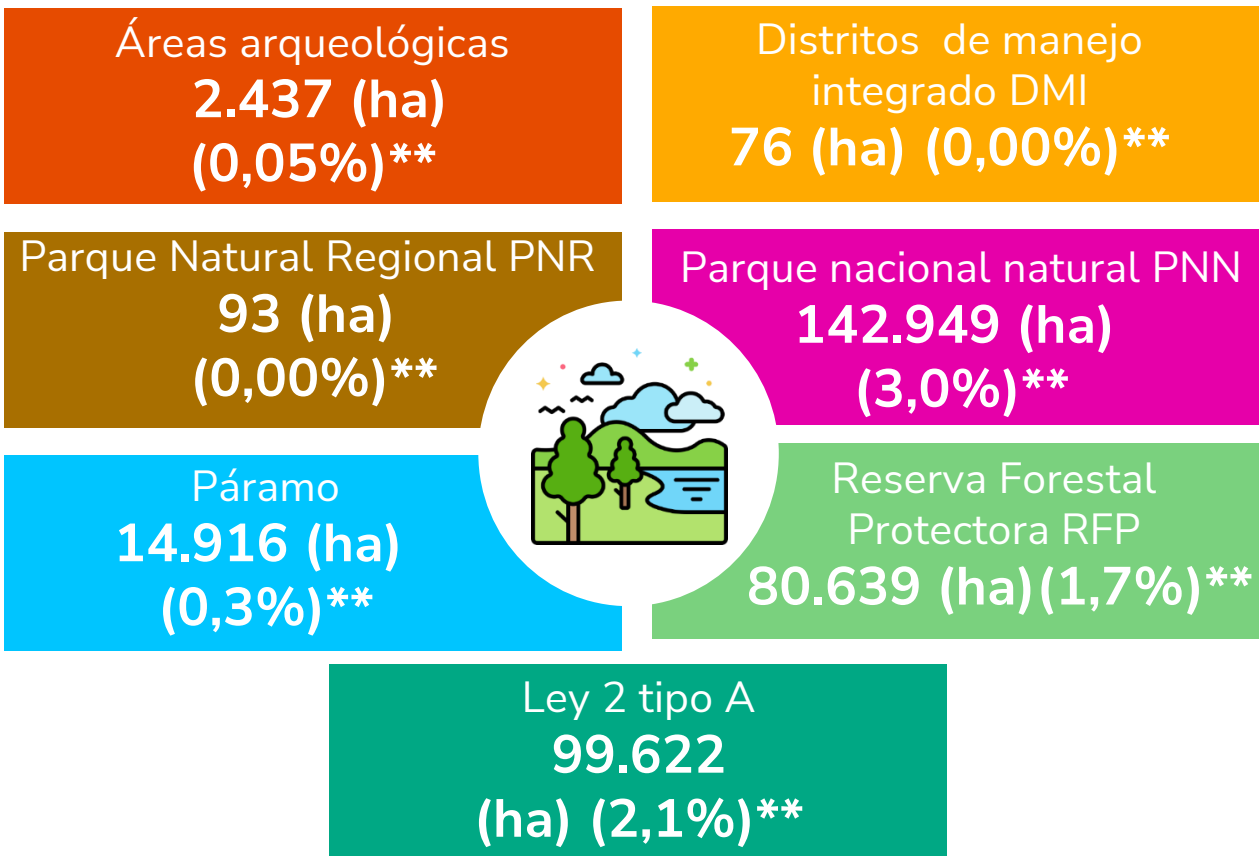 Áreas arqueológicas
2.437 (ha)
(0,05%)**
Distritos de manejo
integrado DMI
76 (ha) (0,00%)**
Parque Natural Regional PNR
93 (ha)
(0,00%)**
Parque nacional natural PNN
142.949 (ha)
(3,0%)**
Páramo
14.916 (ha)
(0,3%)**
Reserva Forestal
Protectora RFP
80.639 (ha)(1,7%)**
Ley 2 tipo A
99.622
(ha) (2,1%)**